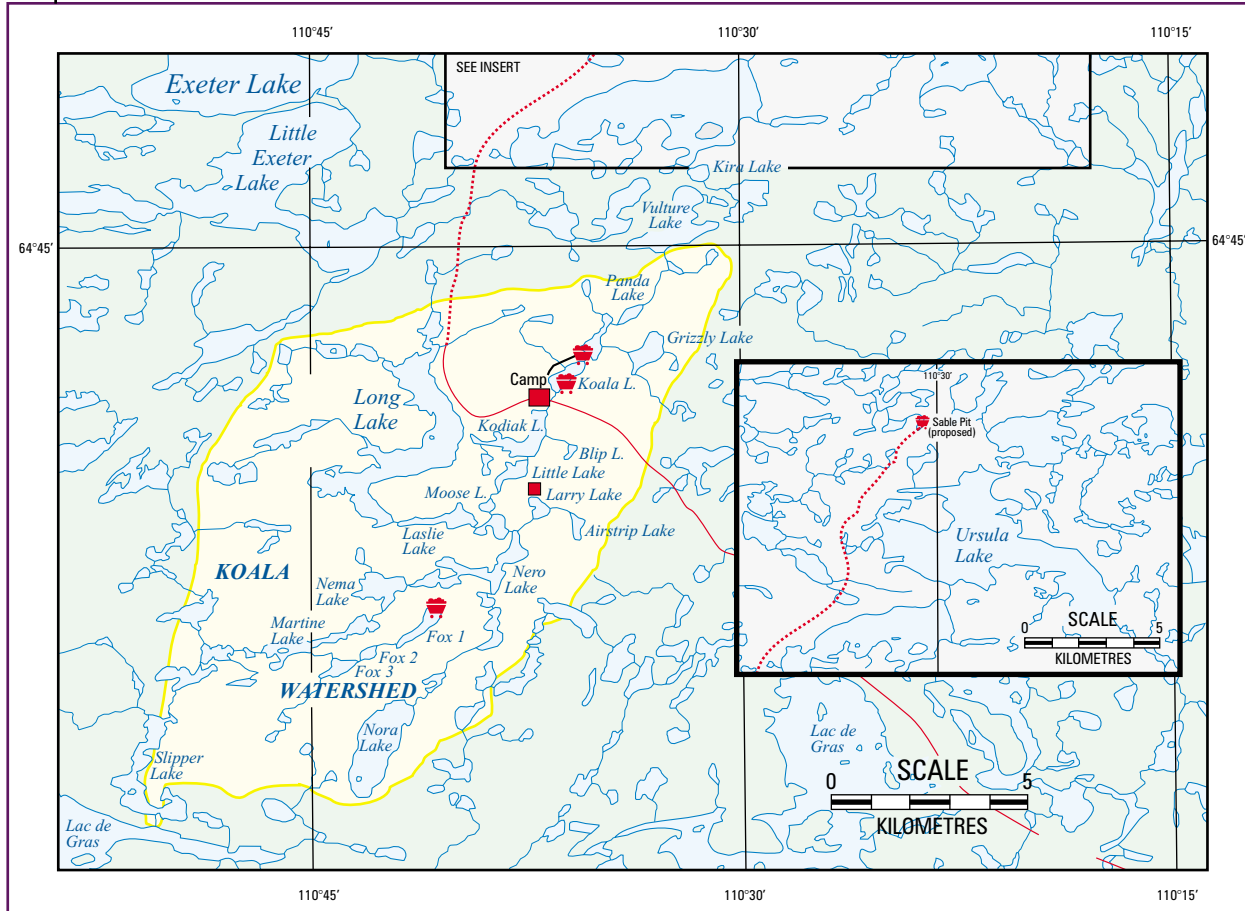 110°45′
110°30′
110°15′
SEE INSERT
Exeter Lake
Little
Exeter
Lake
Kira Lake
Vulture
Lake
64°45′
64°45′
Panda
Lake
Grizzly Lake
110°30′
Camp
Koala L.
Long
Lake
Sable Pit
(proposed)
Kodiak L.
Blip L.
Little Lake
Moose L.
Larry Lake
Airstrip Lake
Laslie
Lake
Ursula
Lake
KOALA
Nero
Lake
Nema
Lake
Martine
Lake
Fox 1
SCALE
0 5
KILOMETRES
Fox 2
Fox 3
WATERSHED
Nora
Lake
Lac de
Gras
Slipper
Lake
SCALE
0 5
KILOMETRES
Lac de
Gras
110°45′
110°30′
110°15′